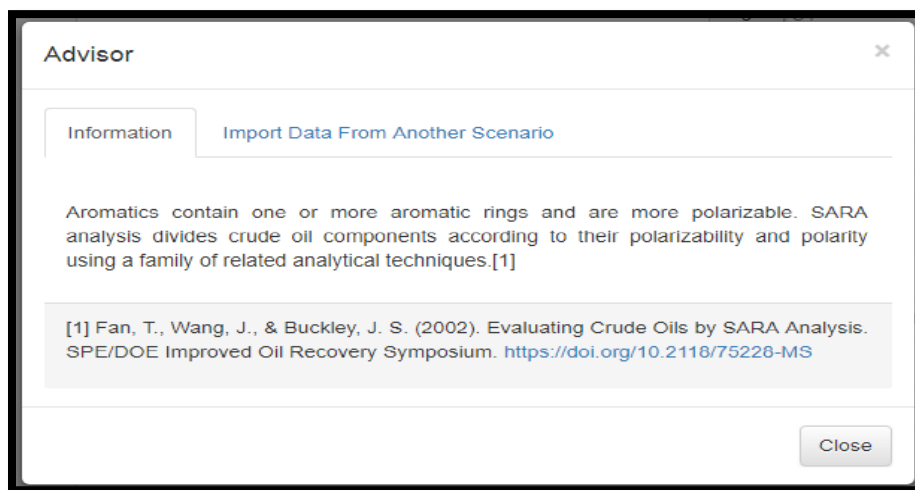 Advisor
×
Information
Import Data From Another Scenario
Aromatics contain one or more aromatic rings and are more polarizable. SARA
analysis divides crude oil components according to their polarizability and polarity
using a family of related analytical techniques.[1]
[1] Fan, T., Wang, J., & Buckley, J. S. (2002). Evaluating Crude Oils by SARA Analysis.
SPE/DOE Improved Oil Recovery Symposium. https://doi.org/10.2118/75228-MS
Close